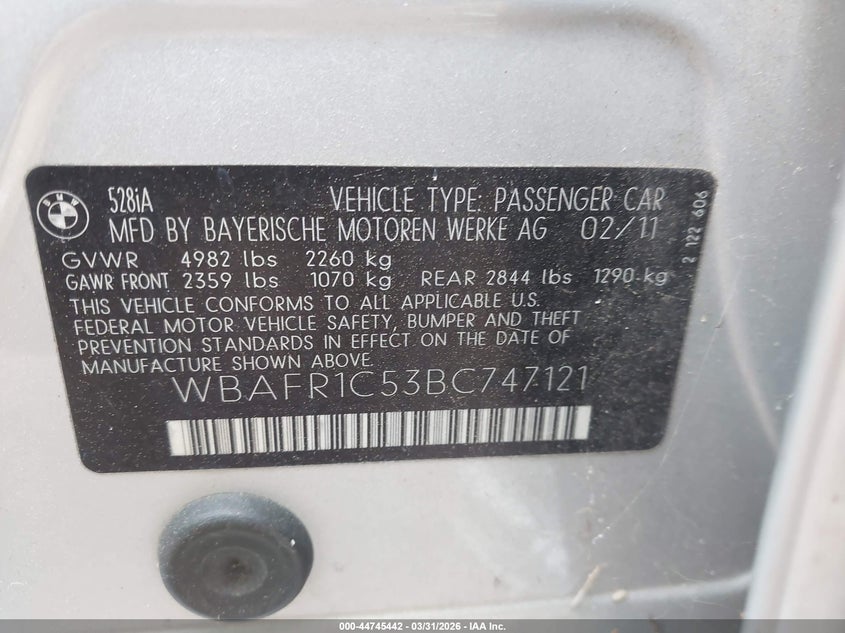 BMW
528iA VEHICLE TYPE: PASSENGER CAR
MFD BY BAYERISCHE MOTOREN WERKE AG 02/11
GVWR 4982 lbs 2260 kg
GAWR FRONT 2359 lbs 1070 kg REAR 2844 lbs 1290 kg
THIS VEHICLE CONFORMS TO ALL APPLICABLE U.S.
FEDERAL MOTOR VEHICLE SAFETY, BUMPER AND THEFT
PREVENTION STANDARDS IN EFFECT ON THE DATE OF
MANUFACTURE SHOWN ABOVE.
WBAFR1C53BC747121
2 122 606
000-44745442 - 03/31/2026 - IAA Inc.